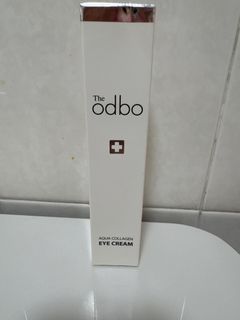 The
odbo
AQUA COLLAGEN
EYE CREAM